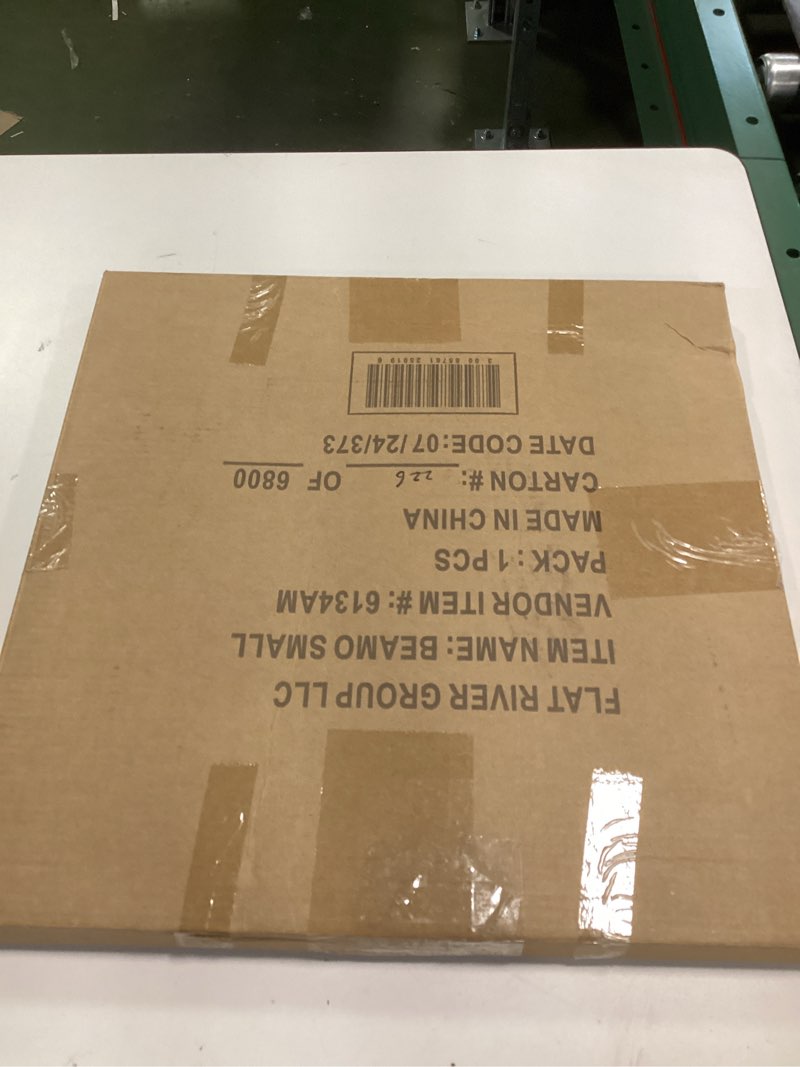 FLAT RIVER GROUP LLC
ITEM NAME: BEAMO SMALL
VENDOR ITEM #: 6134AM
PACK: 1 PCS
MADE IN CHINA
CARTON #: 226 OF 6800
DATE CODE: 07/24/373